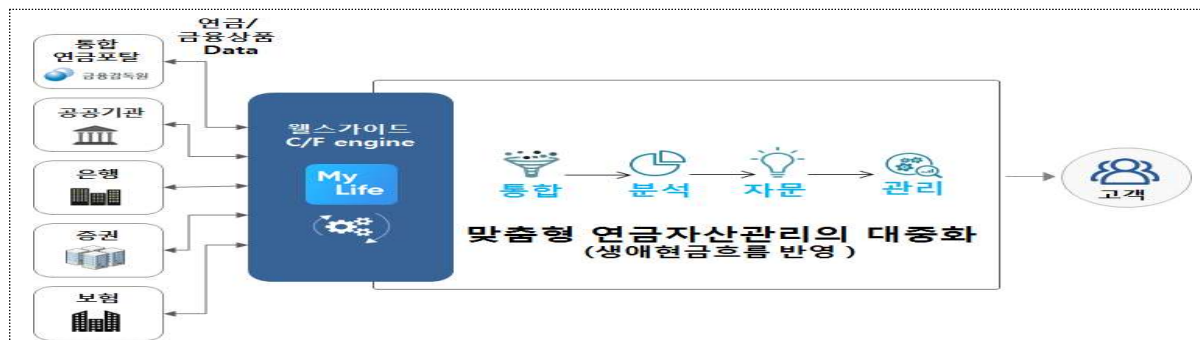 연금/
금융상품
Data
통합
연금포탈
금융감독원
공공기관
은행
증권
보험
웰스가이드
C/F engine
My
Life
통합
분석
자문
관리
맞춤형 연금자산관리의 대중화
(생애현금흐름 반영 )
고객